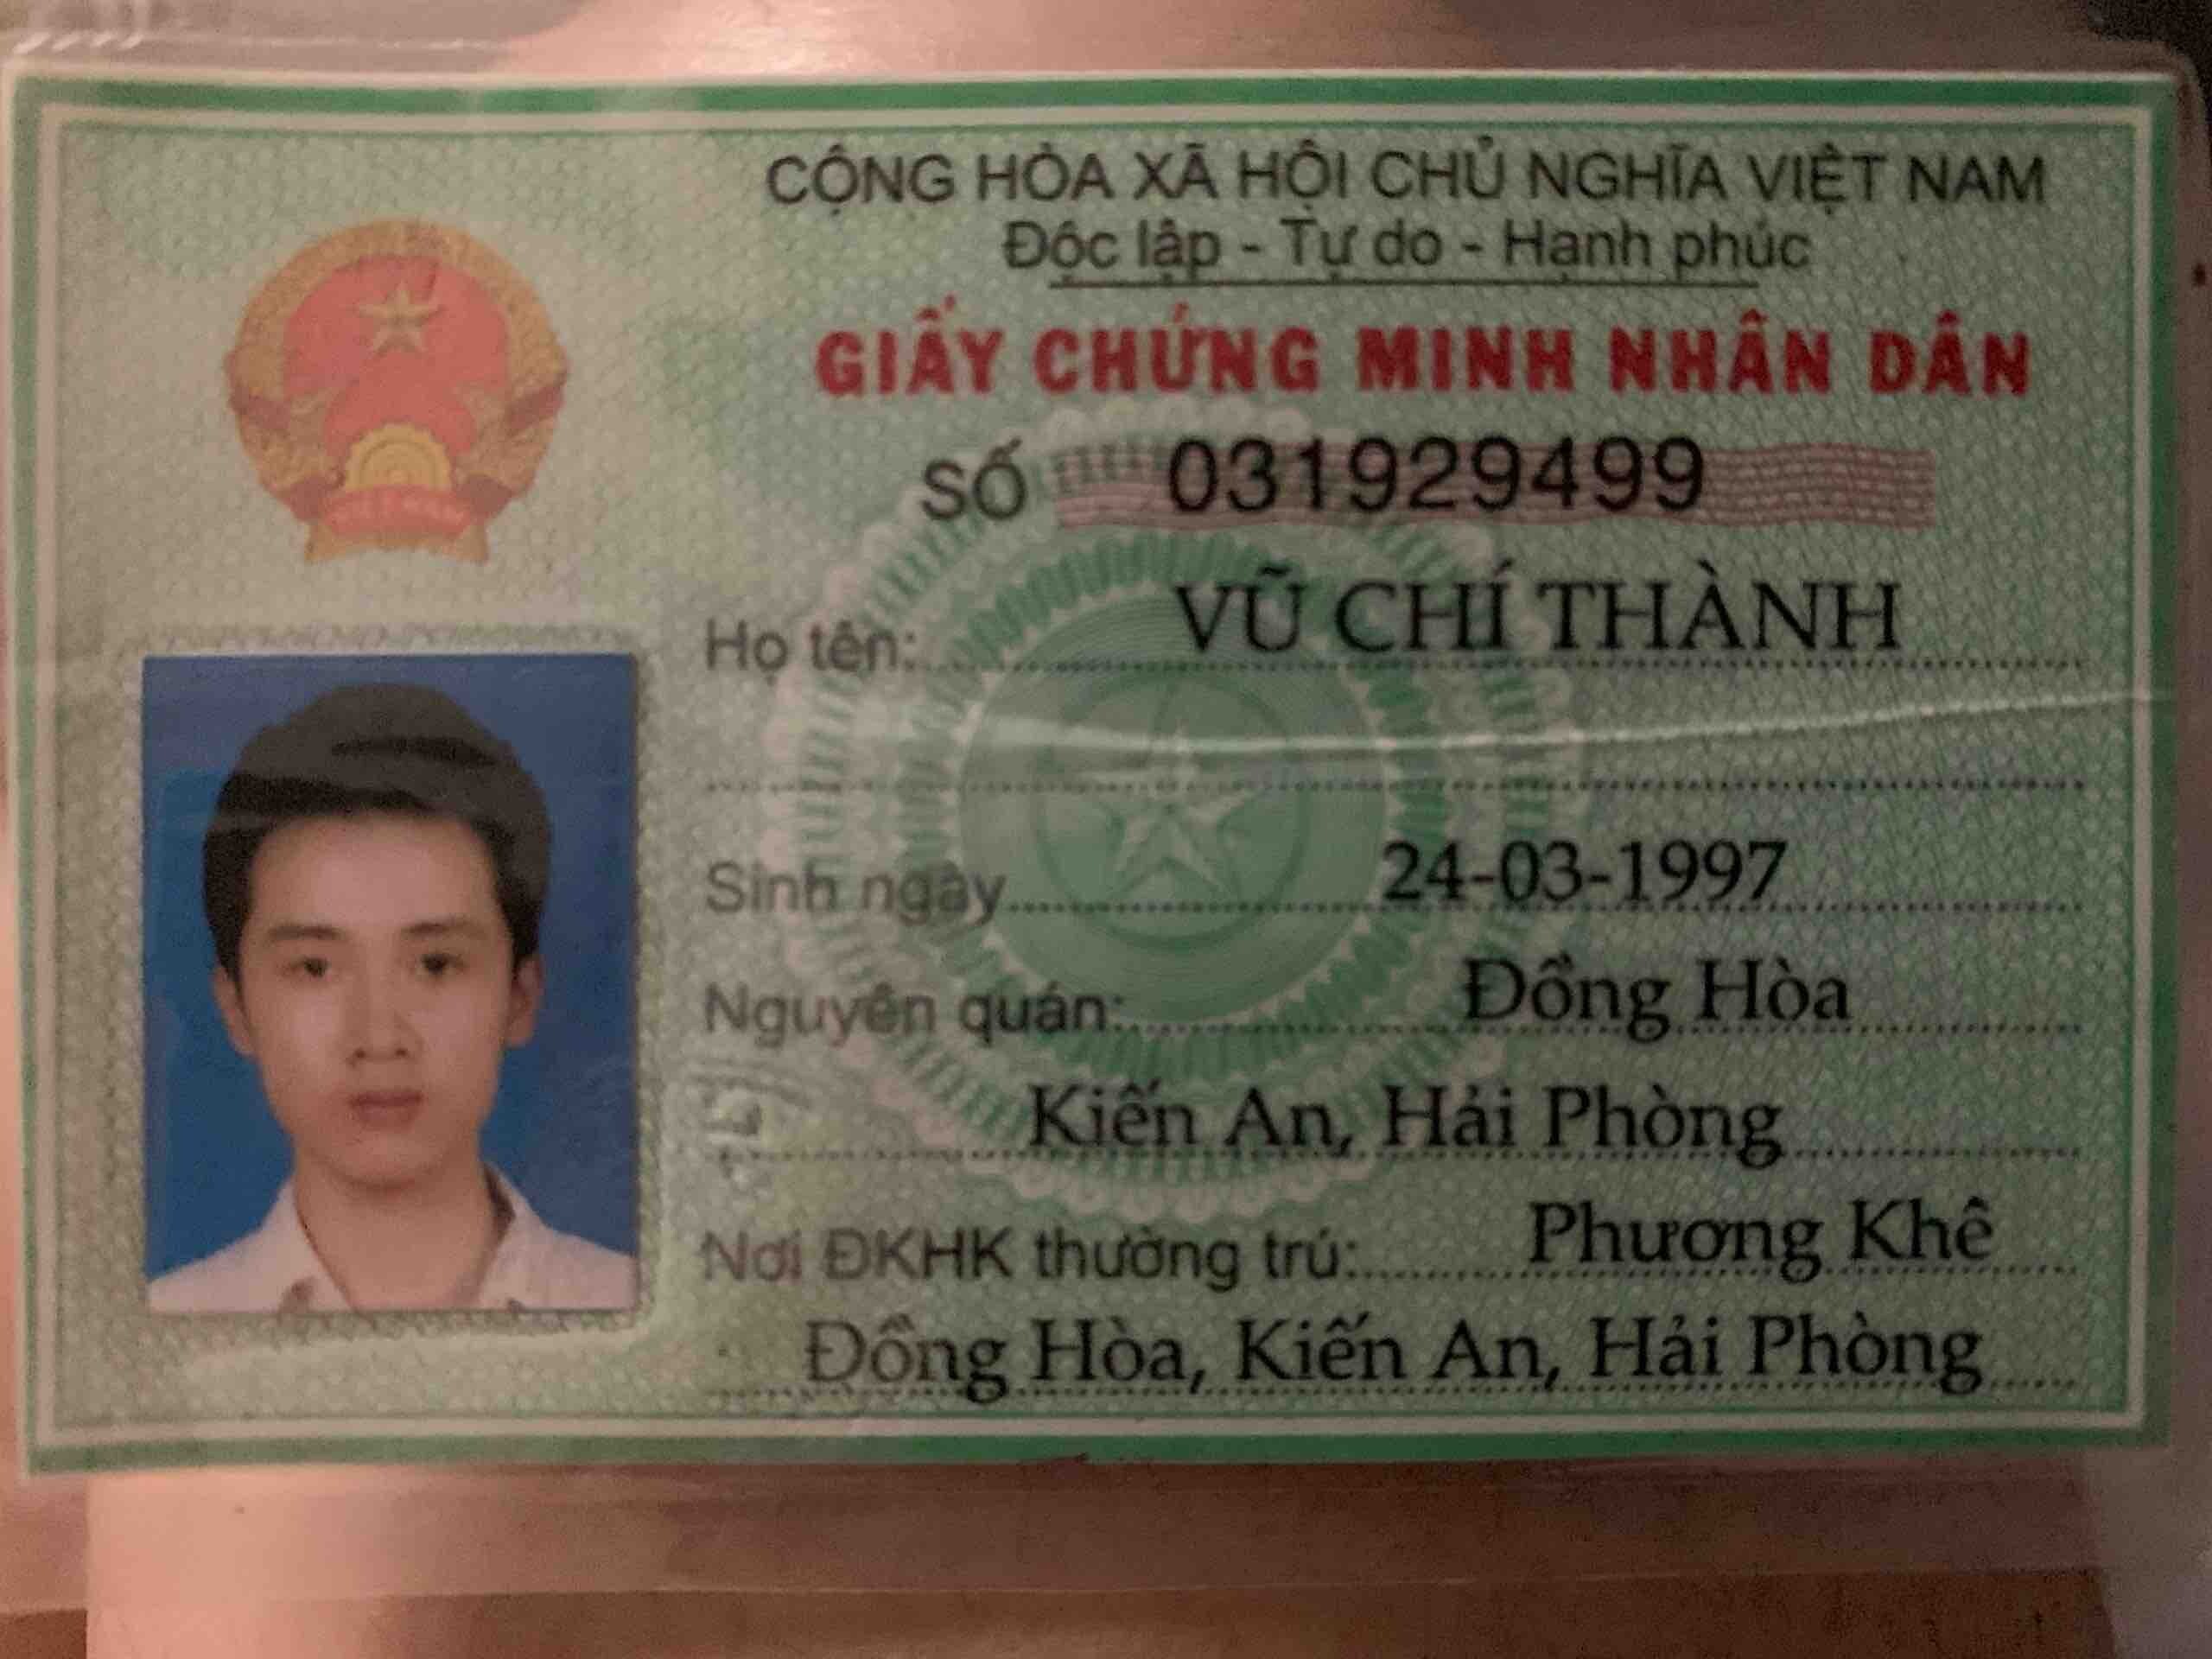 CỘNG HÒA XÃ HỘI CHỦ NGHĨA VIỆT NAM
Độc lập - Tự do - Hạnh phúc
GIẤY CHỨNG MINH NHÂN DÂN
SỐ 031929499
Họ tên: VŨ CHÍ THÀNH
Sinh ngày 24-03-1997
Nguyên quán: Đồng Hòa
Kiến An, Hải Phòng
Nơi ĐKHK thường trú: Phương Khê
Đồng Hòa, Kiến An, Hải Phòng